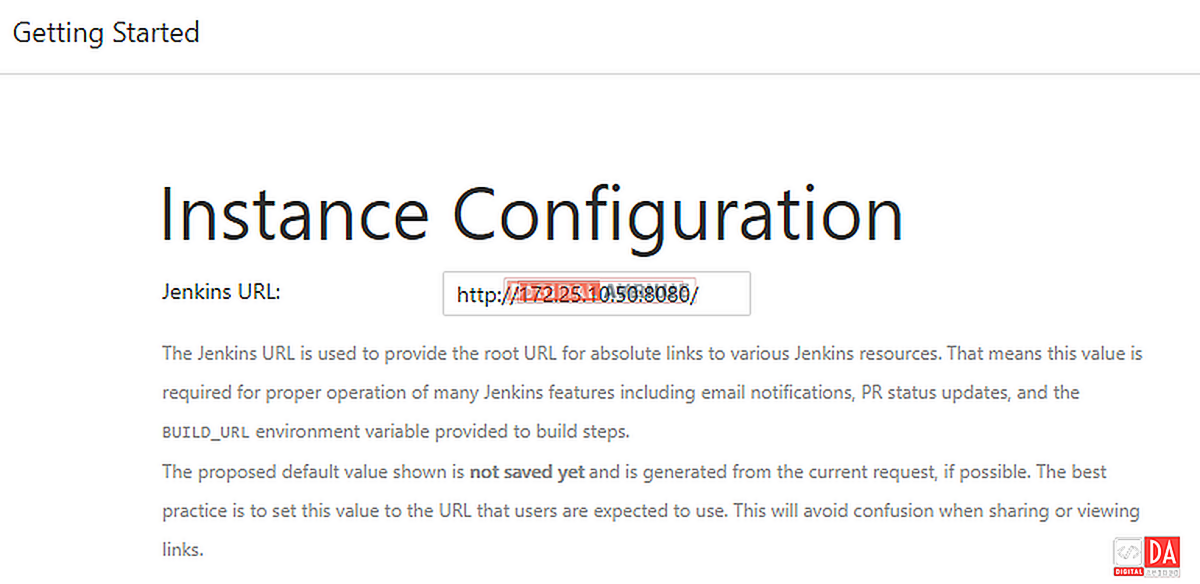 Getting Started
Instance Configuration
Jenkins URL:
http://172.25.10.50:8080/
The Jenkins URL is used to provide the root URL for absolute links to various Jenkins resources. That means this value is
required for proper operation of many Jenkins features including email notifications, PR status updates, and the
BUILD_URL environment variable provided to build steps.
The proposed default value shown is not saved yet and is generated from the current request, if possible. The best
practice is to set this value to the URL that users are expected to use. This will avoid confusion when sharing or viewing
links.
</> DA
DIGITAL